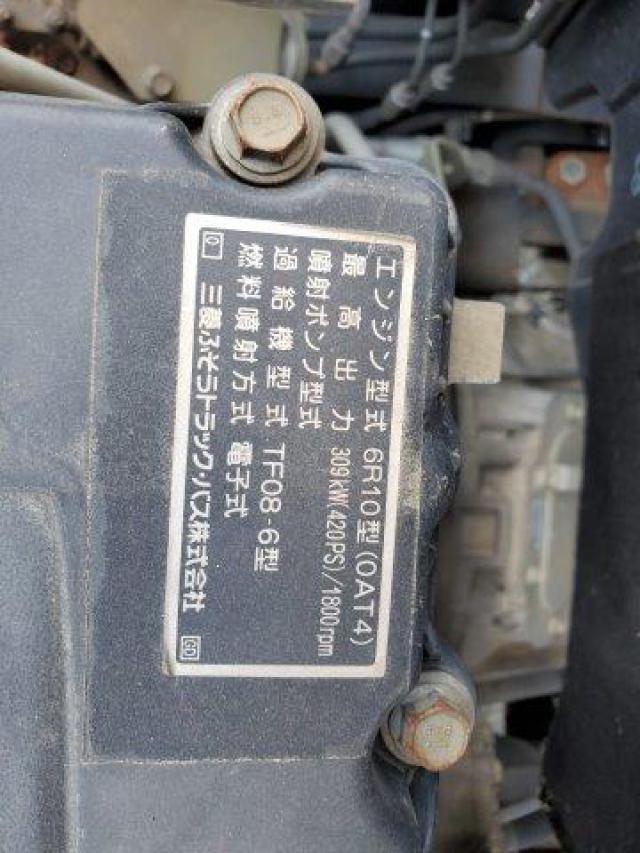 エンジン型式 6R10型(0AT4)
最高出力 309kW(420PS)/1800rpm
噴射ポンプ型式
過給機型式 TF08-6型
燃料噴射方式 電子式
三菱ふそうトラック・バス株式会社